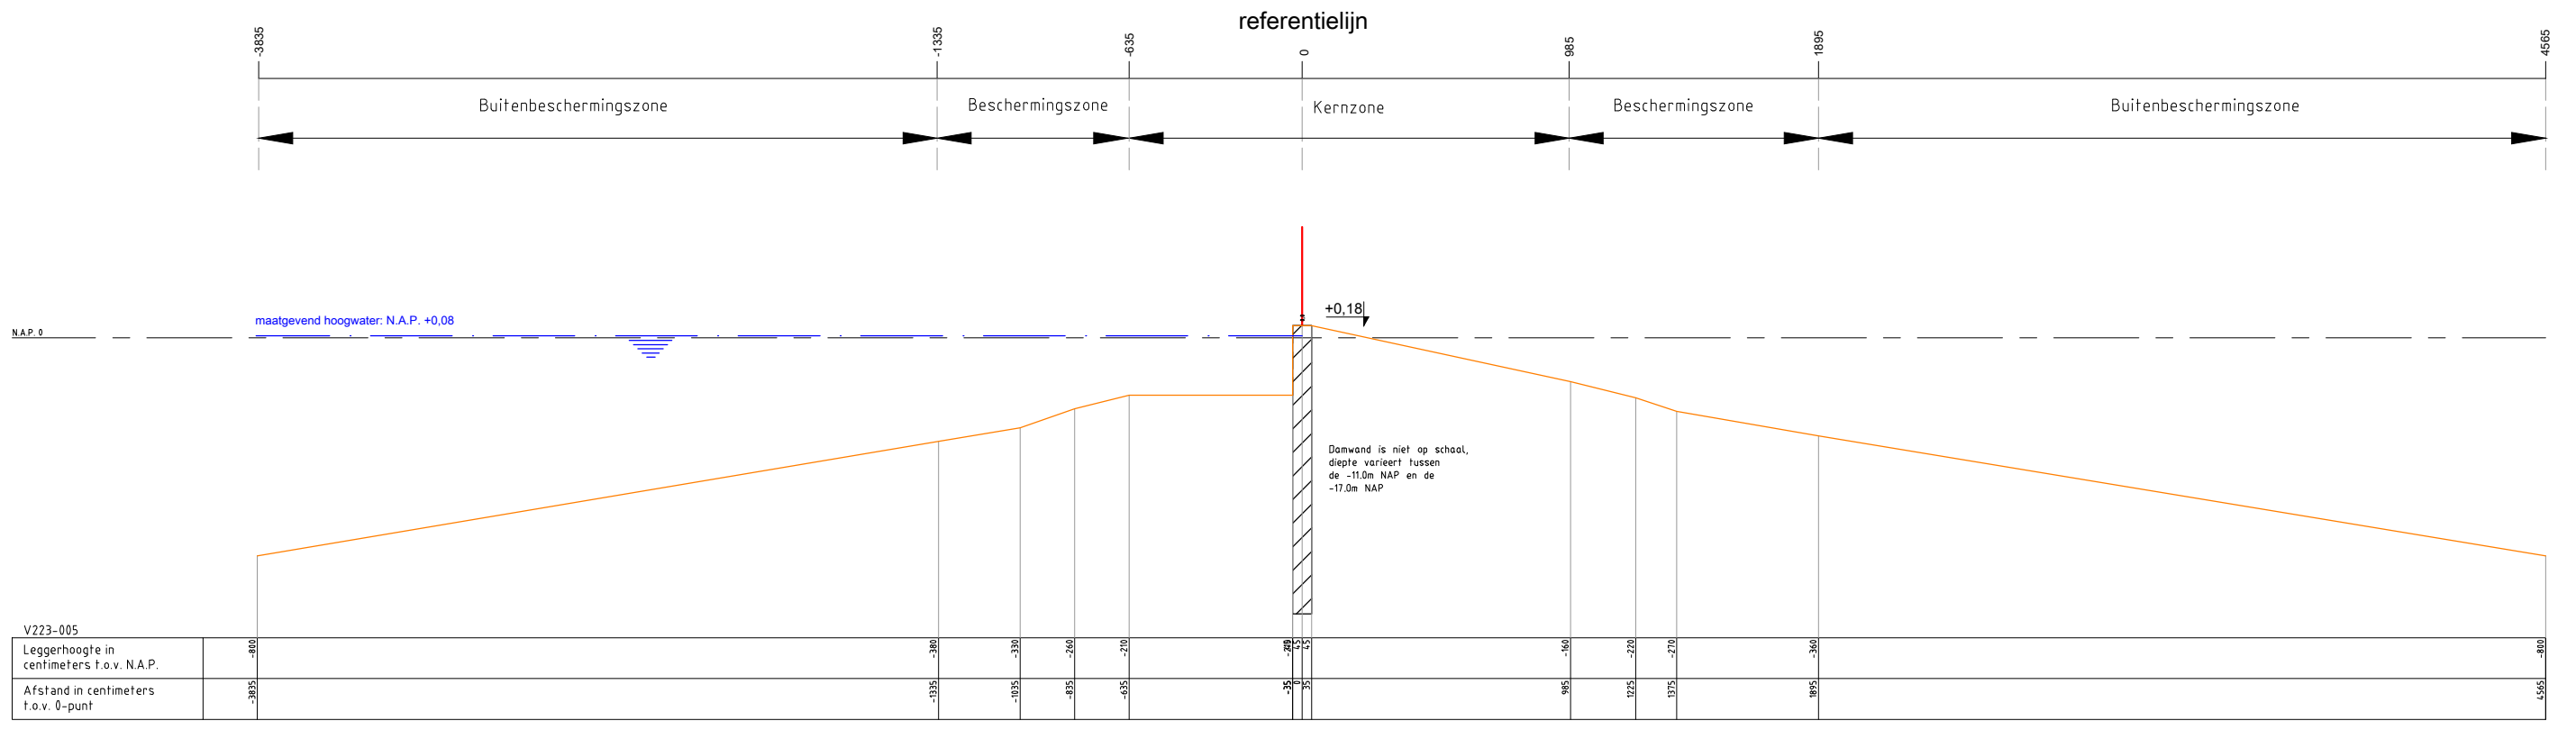 referentielijn
-3835
-1335
-635
0
985
1895
4565
Buitenbeschermingszone
Beschermingszone
Kernzone
Beschermingszone
Buitenbeschermingszone
+0,18
maatgevend hoogwater: N.A.P. +0,08
N.A.P. 0
Damwand is niet op schaal,
diepte varieert tussen
de -11.0m NAP en de
-17.0m NAP
V223-005
Leggerhoogte in
centimeters t.o.v. N.A.P.
-800
-380
-330
-260
-210
45
45
-160
-220
-270
-360
-800
Afstand in centimeters
t.o.v. 0-punt
-3835
-1335
-1035
-835
-635
-35
0
35
985
1225
1375
1895
4565